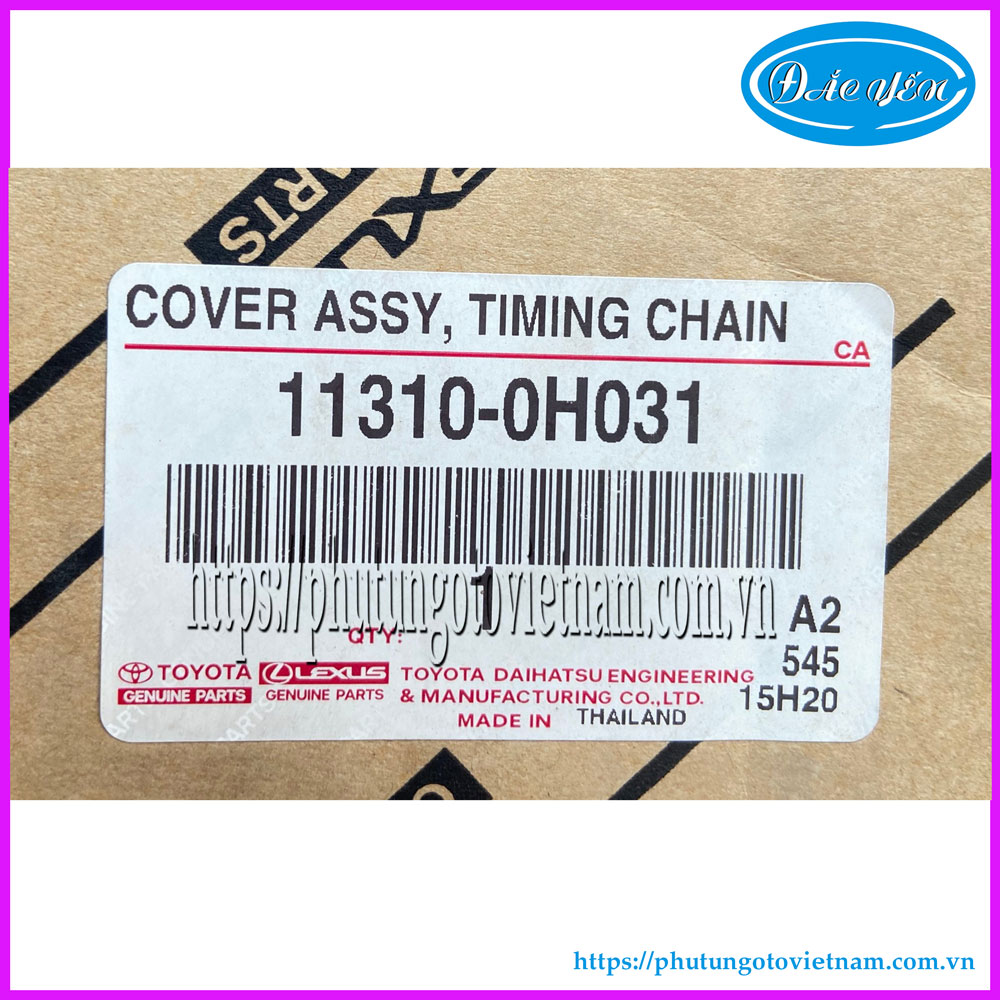 ĐẮC YẾN
PARTS
COVER ASSY, TIMING CHAIN
CA
11310-0H031
https://phutungotovietnam.com.vn
1
QTY:
A2
545
15H20
TOYOTA
GENUINE PARTS
LEXUS
GENUINE PARTS
TOYOTA DAIHATSU ENGINEERING
& MANUFACTURING CO.,LTD.
MADE IN THAILAND
https://phutungotovietnam.com.vn